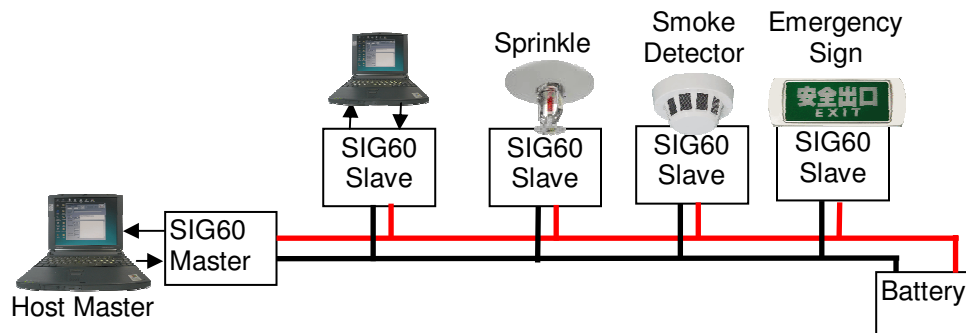 Sprinkle
Smoke
Detector
Emergency
Sign
安全出口
EXIT
SIG60
Slave
SIG60
Slave
SIG60
Slave
SIG60
Slave
SIG60
Master
Host Master
Battery